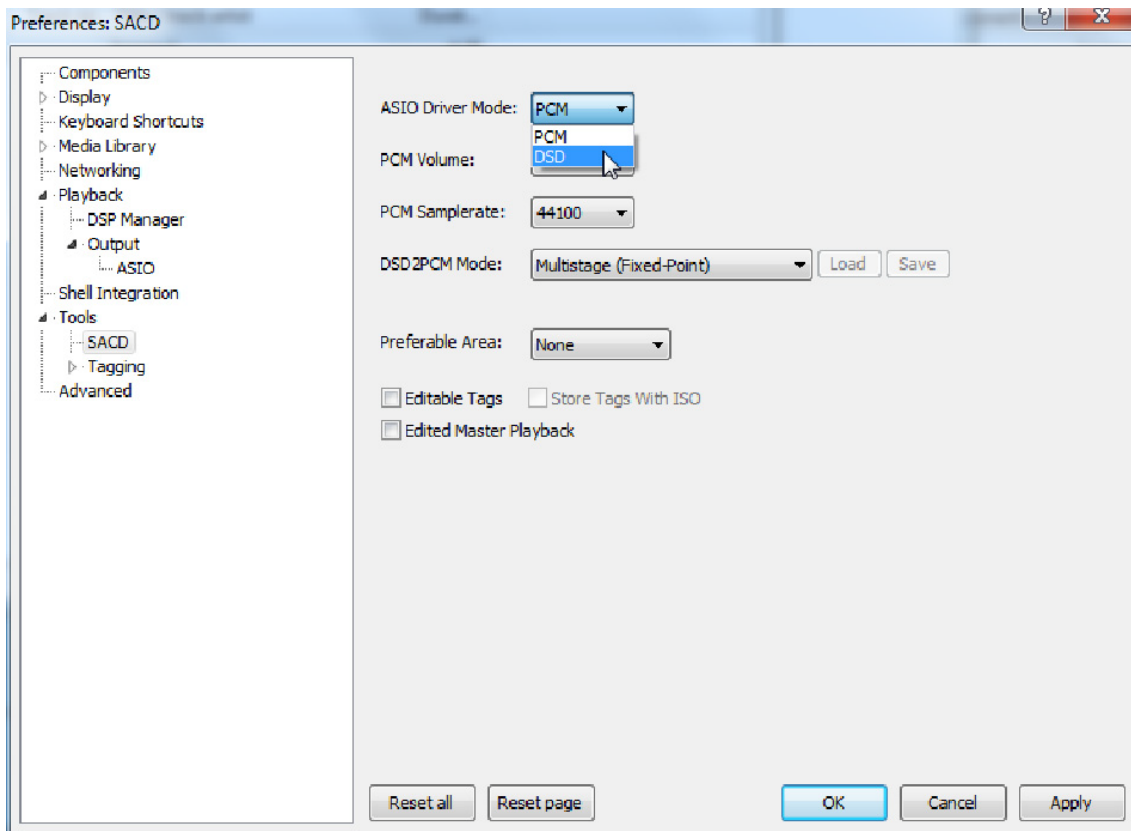 Preferences: SACD
Components
Display
Keyboard Shortcuts
Media Library
Networking
Playback
DSP Manager
Output
ASIO
Shell Integration
Tools
SACD
Tagging
Advanced
ASIO Driver Mode: PCM
PCM
DSD
PCM Volume:
PCM Samplerate: 44100
DSD2PCM Mode: Multistage (Fixed-Point) Load Save
Preferable Area: None
Editable Tags Store Tags With ISO
Edited Master Playback
Reset all Reset page OK Cancel Apply